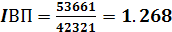 IВП = 53661/42321 = 1.268